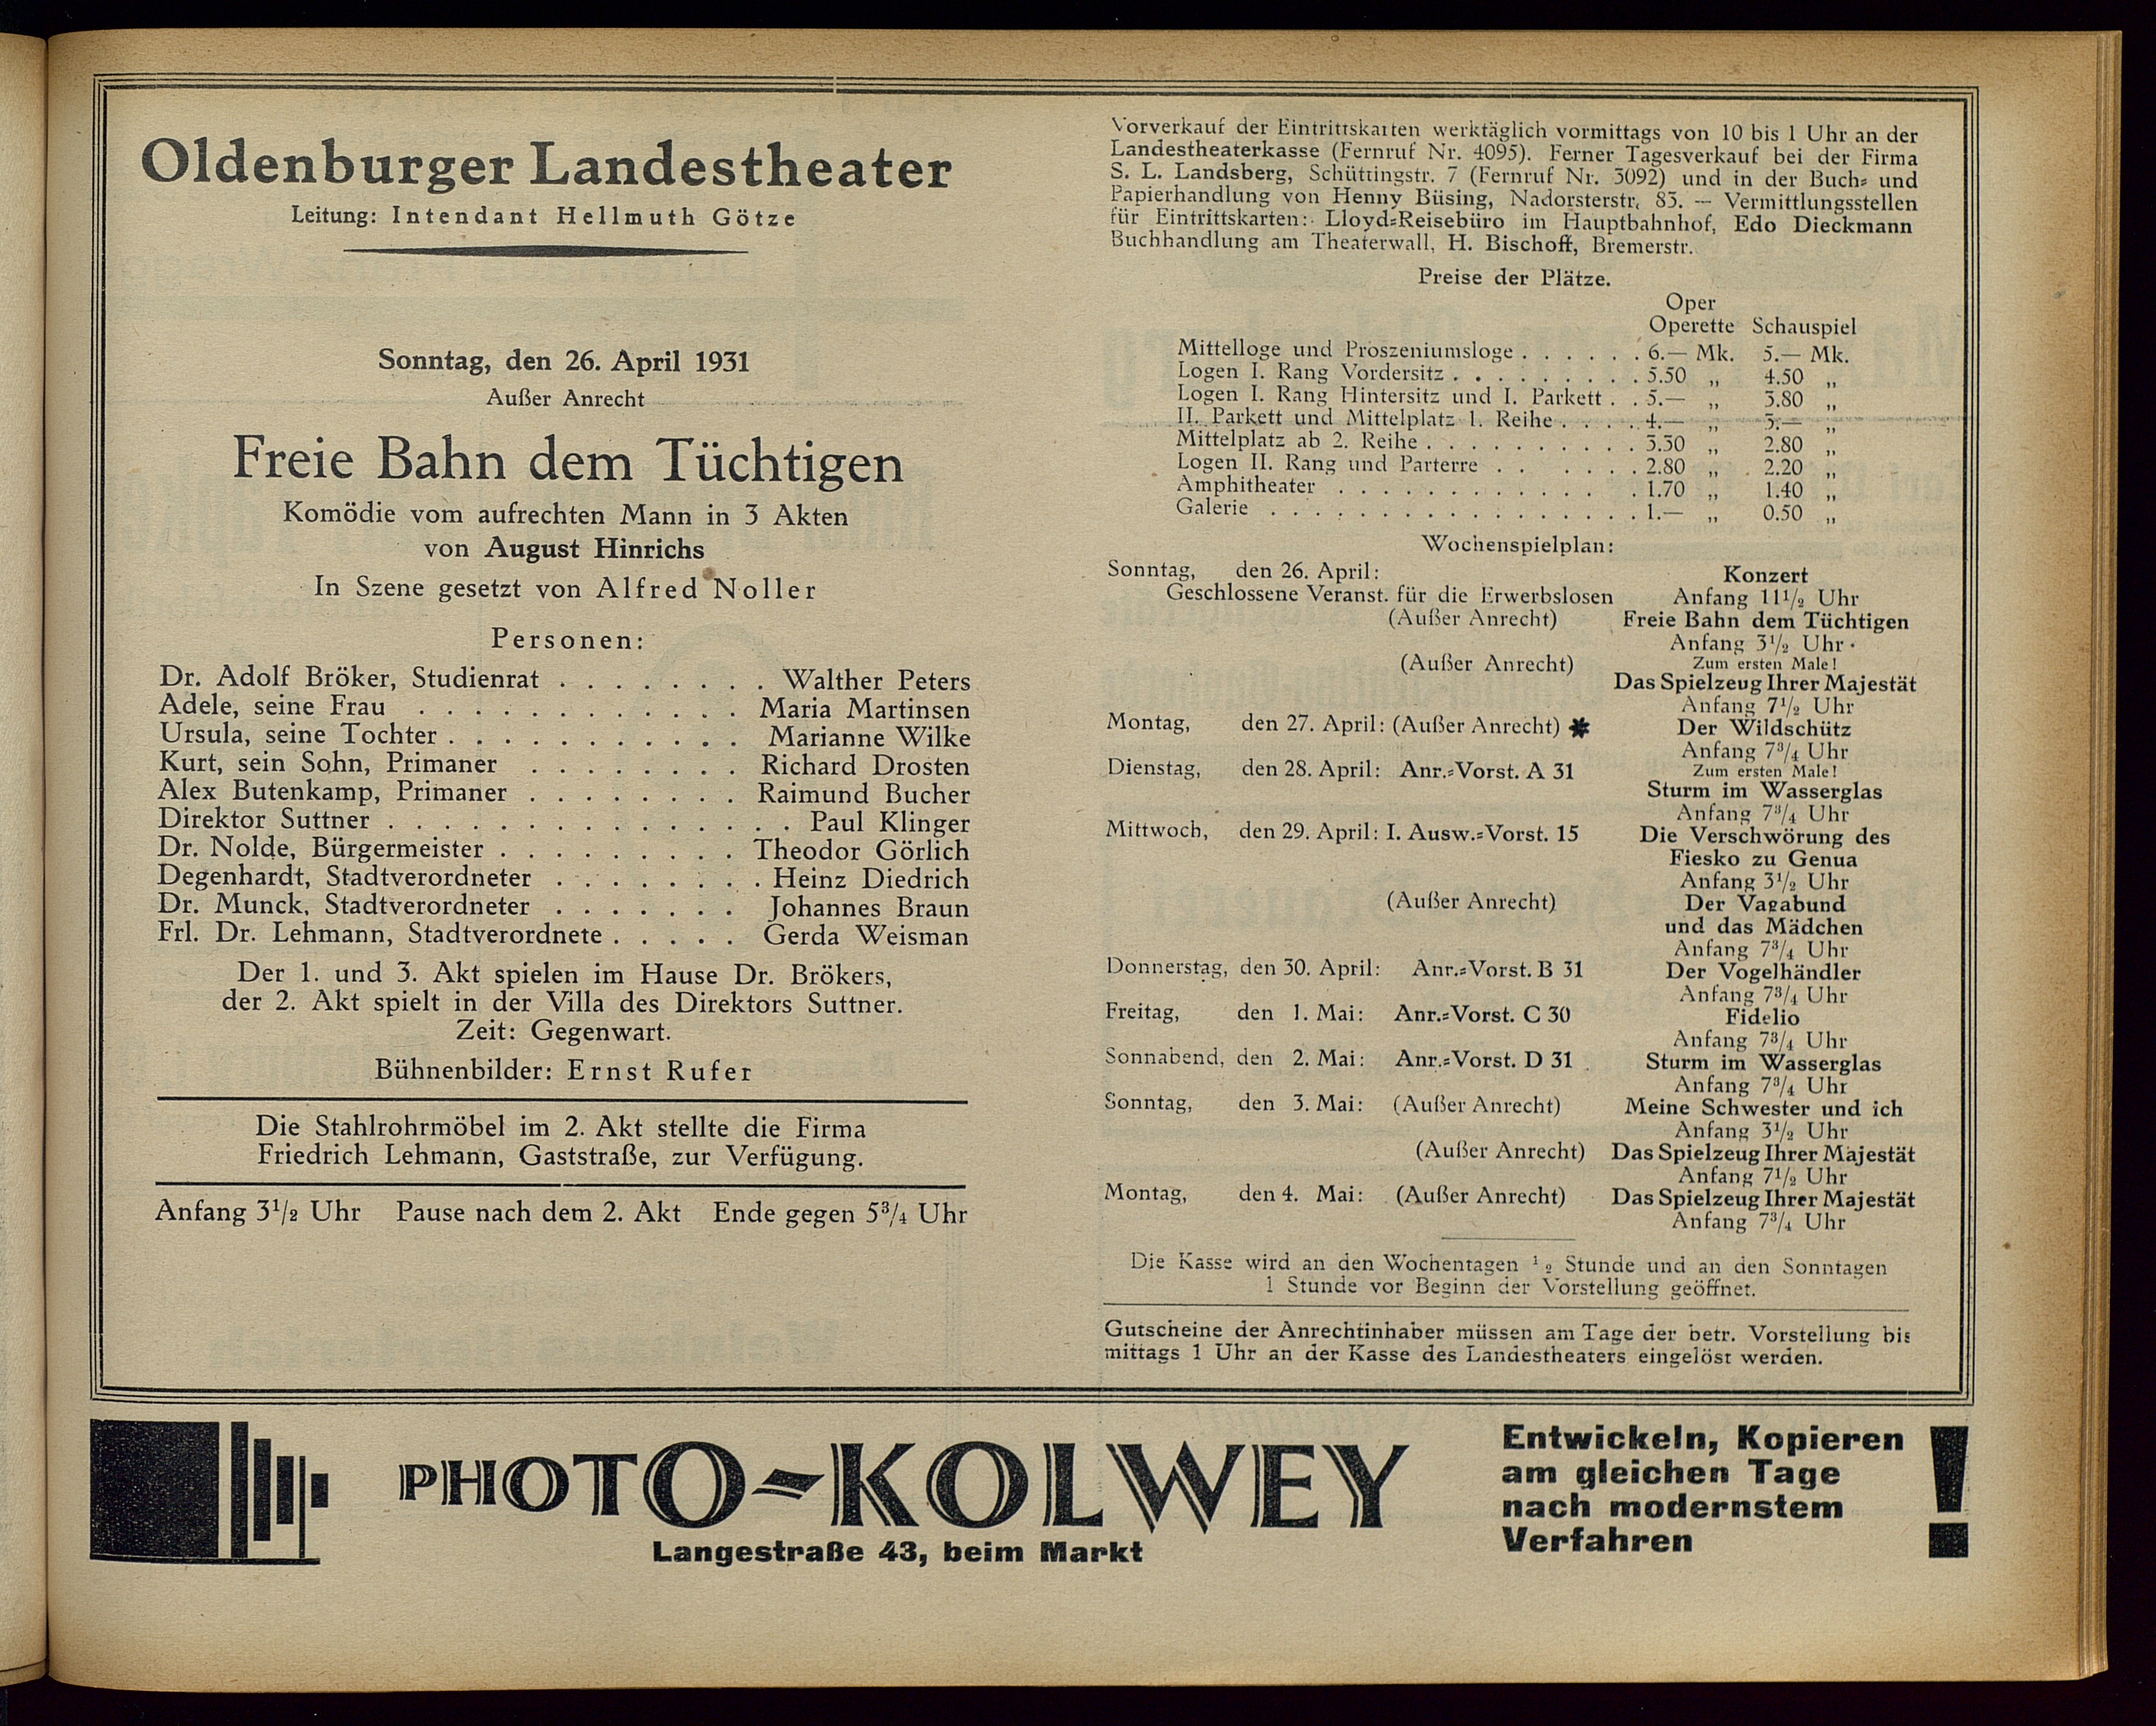 Oldenburger Landestheater
Leitung: Intendant Hellmuth Götze
Sonntag, den 26. April 1931
Außer Anrecht
Freie Bahn dem Tüchtigen
Komödie vom aufrechten Mann in 3 Akten
von August Hinrichs
In Szene gesetzt von Alfred Noller
Personen:
Dr. Adolf Bröker, Studienrat . . . . . . . . Walther Peters
Adele, seine Frau . . . . . . . . . . . . Maria Martinsen
Ursula, seine Tochter . . . . . . . . . . . Marianne Wilke
Kurt, sein Sohn, Primaner . . . . . . . . Richard Drosten
Alex Butenkamp, Primaner . . . . . . . . Raimund Bucher
Direktor Suttner . . . . . . . . . . . . . . . Paul Klinger
Dr. Nolde, Bürgermeister . . . . . . . . . Theodor Görlich
Degenhardt, Stadtverordneter . . . . . . . . Heinz Diedrich
Dr. Munck, Stadtverordneter . . . . . . . Johannes Braun
Frl. Dr. Lehmann, Stadtverordnete . . . . . Gerda Weisman
Der 1. und 3. Akt spielen im Hause Dr. Brökers,
der 2. Akt spielt in der Villa des Direktors Suttner.
Zeit: Gegenwart.
Bühnenbilder: Ernst Rufer
Die Stahlrohrmöbel im 2. Akt stellte die Firma
Friedrich Lehmann, Gaststraße, zur Verfügung.
Anfang 3½ Uhr Pause nach dem 2. Akt Ende gegen 5¾ Uhr
Vorverkauf der Eintrittskarten werktäglich vormittags von 10 bis 1 Uhr an der
Landestheaterkasse (Fernruf Nr. 4095). Ferner Tagesverkauf bei der Firma
S. L. Landsberg, Schüttingstr. 7 (Fernruf Nr. 3092) und in der Buch- und
Papierhandlung von Henny Büsing, Nadorsterstr. 83. — Vermittlungsstellen
für Eintrittskarten: Lloyd-Reisebüro im Hauptbahnhof, Edo Dieckmann
Buchhandlung am Theaterwall, H. Bischoff, Bremerstr.
Preise der Plätze.
Oper
Operette Schauspiel
Mittelloge und Proszeniumsloge . . . . . . 6.— Mk. 5.— Mk.
Logen I. Rang Vordersitz . . . . . . . . . 5.50 „ 4.50 „
Logen I. Rang Hintersitz und I. Parkett . . 5.— „ 3.80 „
II. Parkett und Mittelplatz 1. Reihe . . . . . 4.— „ 3.— „
Mittelplatz ab 2. Reihe . . . . . . . . . . 3.30 „ 2.80 „
Logen II. Rang und Parterre . . . . . . 2.80 „ 2.20 „
Amphitheater . . . . . . . . . . . . . 1.70 „ 1.40 „
Galerie . . . . . . . . . . . . . . . . . 1.— „ 0.50 „
Wochenspielplan:
Sonntag, den 26. April: Konzert
Geschlossene Veranst. für die Erwerbslosen Anfang 11½ Uhr
(Außer Anrecht) Freie Bahn dem Tüchtigen
Anfang 3½ Uhr
(Außer Anrecht) Zum ersten Male!
Das Spielzeug Ihrer Majestät
Anfang 7½ Uhr
Montag, den 27. April: (Außer Anrecht) * Der Wildschütz
Anfang 7¾ Uhr
Dienstag, den 28. April: Anr.-Vorst. A 31 Zum ersten Male!
Sturm im Wasserglas
Anfang 7¾ Uhr
Mittwoch, den 29. April: I. Ausw.-Vorst. 15 Die Verschwörung des
Fiesko zu Genua
Anfang 3½ Uhr
(Außer Anrecht) Der Vagabund
und das Mädchen
Anfang 7¾ Uhr
Donnerstag, den 30. April: Anr.-Vorst. B 31 Der Vogelhändler
Anfang 7¾ Uhr
Freitag, den 1. Mai: Anr.-Vorst. C 30 Fidelio
Anfang 7¾ Uhr
Sonnabend, den 2. Mai: Anr.-Vorst. D 31 Sturm im Wasserglas
Anfang 7¾ Uhr
Sonntag, den 3. Mai: (Außer Anrecht) Meine Schwester und ich
Anfang 3½ Uhr
(Außer Anrecht) Das Spielzeug Ihrer Majestät
Anfang 7½ Uhr
Montag, den 4. Mai: (Außer Anrecht) Das Spielzeug Ihrer Majestät
Anfang 7¾ Uhr
Die Kasse wird an den Wochentagen ½ Stunde und an den Sonntagen
1 Stunde vor Beginn der Vorstellung geöffnet.
Gutscheine der Anrechtinhaber müssen am Tage der betr. Vorstellung bis
mittags 1 Uhr an der Kasse des Landestheaters eingelöst werden.
PHOTO-KOLWEY
Langestraße 43, beim Markt
Entwickeln, Kopieren
am gleichen Tage
nach modernstem
Verfahren
!